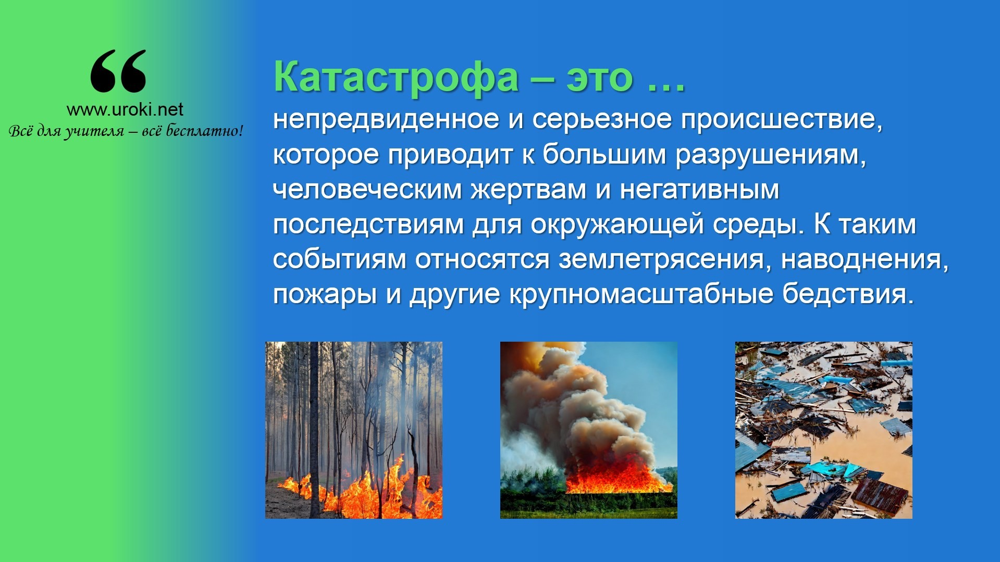 “
www.uroki.net
Всё для учителя – всё бесплатно!
Катастрофа – это …
непредвиденное и серьезное происшествие,
которое приводит к большим разрушениям,
человеческим жертвам и негативным
последствиям для окружающей среды. К таким
событиям относятся землетрясения, наводнения,
пожары и другие крупномасштабные бедствия.